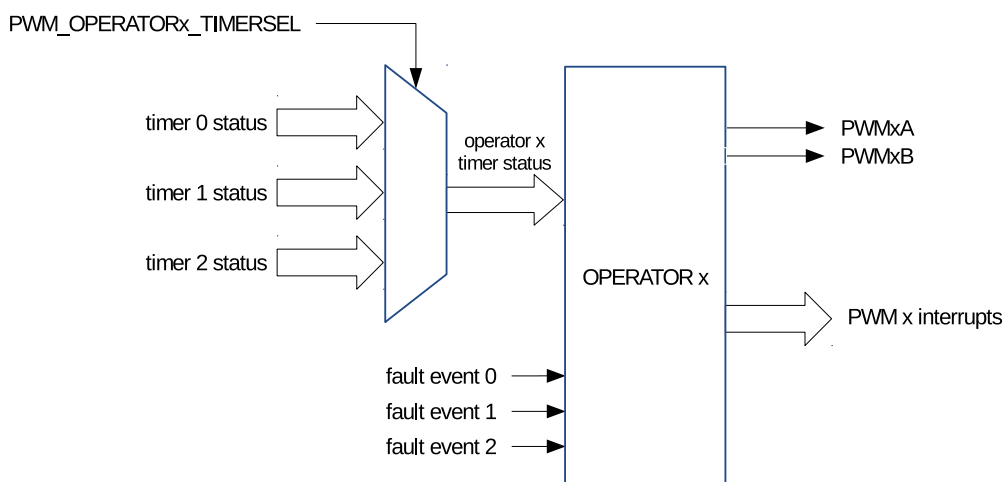 PWM_OPERATORx_TIMERSEL
timer 0 status
timer 1 status
timer 2 status
operator x
timer status
PWMxA
PWMxB
OPERATOR x
PWM x interrupts
fault event 0
fault event 1
fault event 2